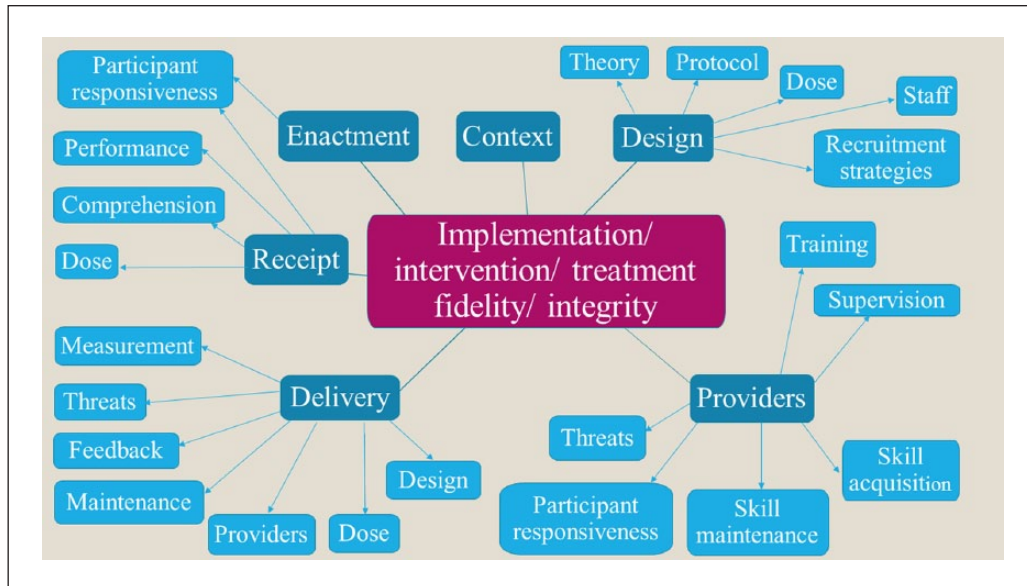 Participant
responsiveness
Performance
Comprehension
Dose
Enactment
Receipt
Context
Theory
Protocol
Dose
Staff
Design
Recruitment
strategies
Implementation/
intervention/ treatment
fidelity/ integrity
Training
Supervision
Providers
Threats
Participant
responsiveness
Skill
maintenance
Skill
acquisition
Measurement
Threats
Feedback
Maintenance
Delivery
Providers
Dose
Design